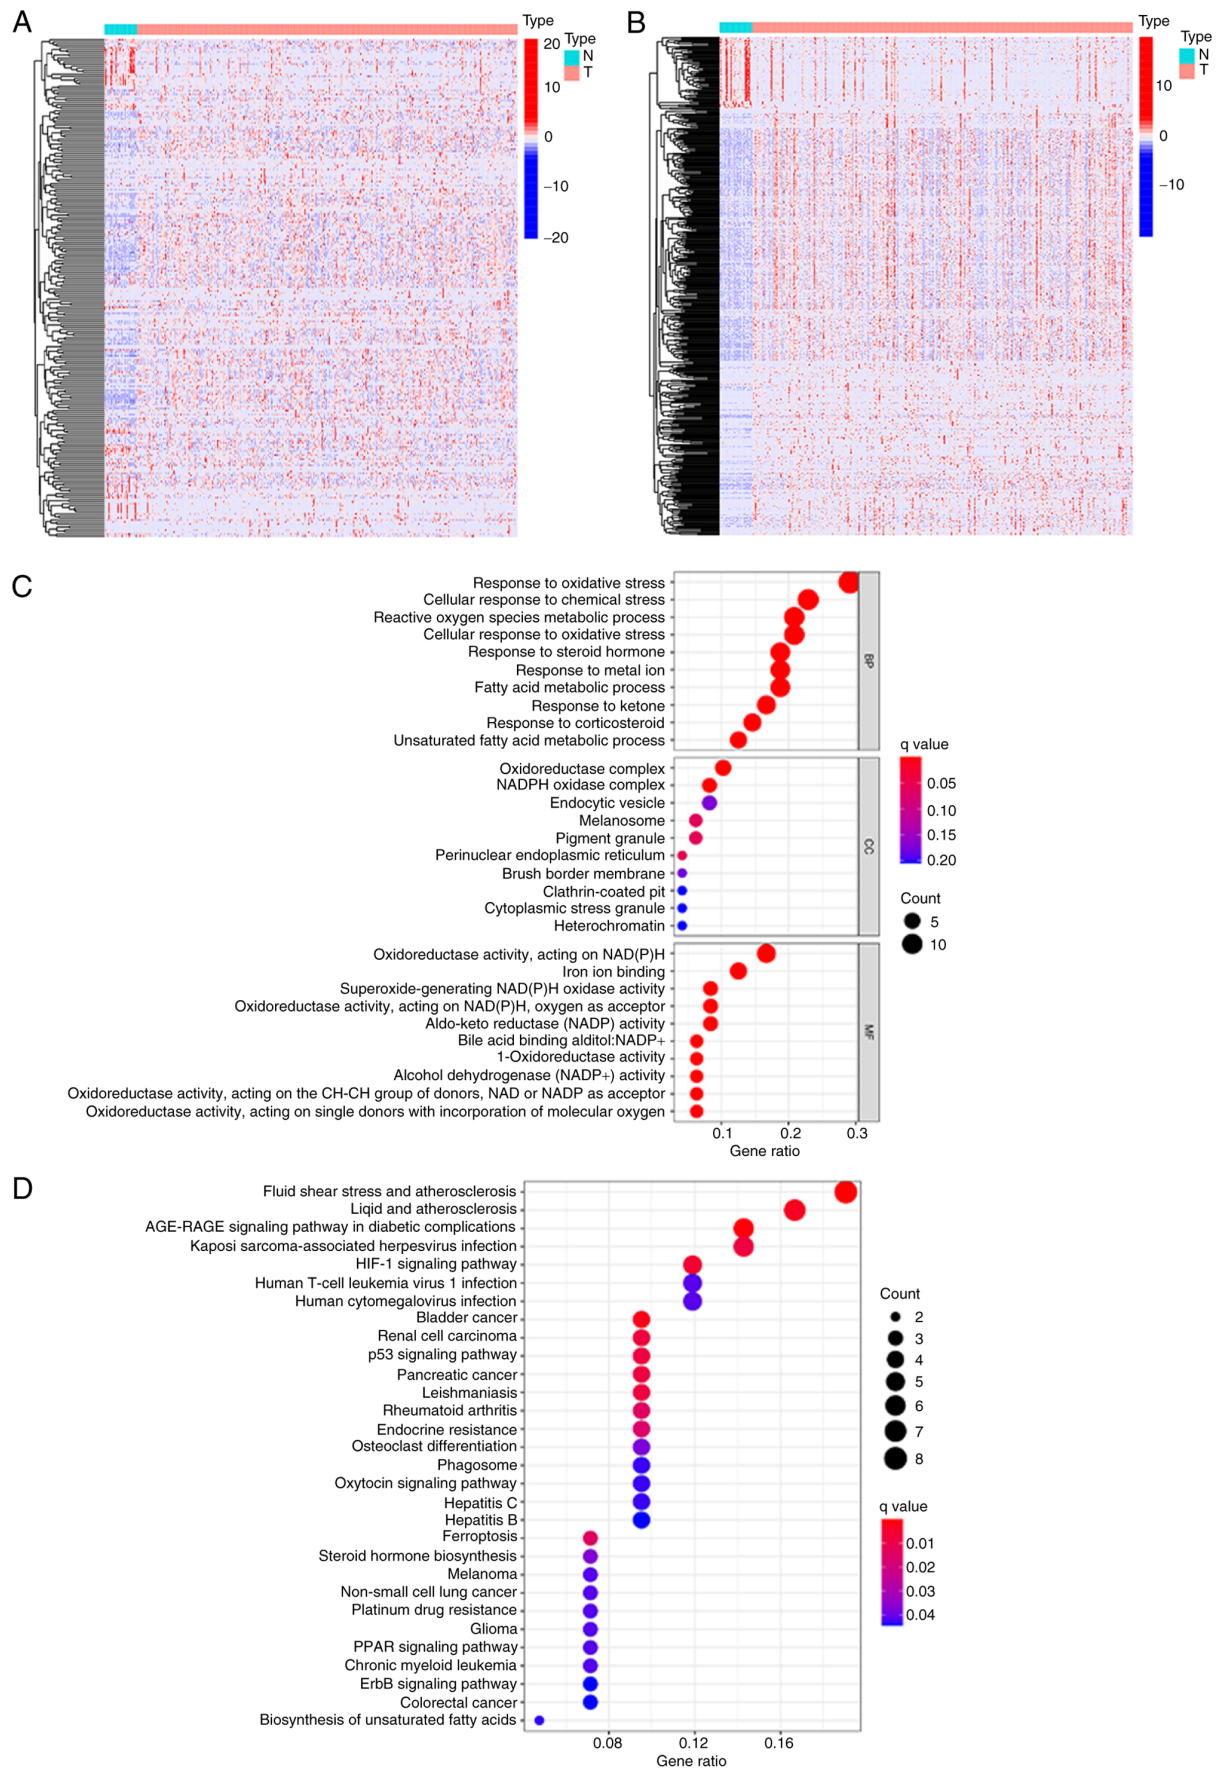 A
Type
20
10
0
−10
−20
Type
N
T
B
Type
10
0
−10
Type
N
T
C
Response to oxidative stress
Cellular response to chemical stress
Reactive oxygen species metabolic process
Cellular response to oxidative stress
Response to steroid hormone
Response to metal ion
Fatty acid metabolic process
Response to ketone
Response to corticosteroid
Unsaturated fatty acid metabolic process
BP
Oxidoreductase complex
NADPH oxidase complex
Endocytic vesicle
Melanosome
Pigment granule
Perinuclear endoplasmic reticulum
Brush border membrane
Clathrin-coated pit
Cytoplasmic stress granule
Heterochromatin
CC
Oxidoreductase activity, acting on NAD(P)H
Iron ion binding
Superoxide-generating NAD(P)H oxidase activity
Oxidoreductase activity, acting on NAD(P)H, oxygen as acceptor
Aldo-keto reductase (NADP) activity
Bile acid binding alditol:NADP+
1-Oxidoreductase activity
Alcohol dehydrogenase (NADP+) activity
Oxidoreductase activity, acting on the CH-CH group of donors, NAD or NADP as acceptor
Oxidoreductase activity, acting on single donors with incorporation of molecular oxygen
MF
0.1 0.2 0.3
Gene ratio
q value
0.05
0.10
0.15
0.20
Count
5
10
D
Fluid shear stress and atherosclerosis
Liqid and atherosclerosis
AGE-RAGE signaling pathway in diabetic complications
Kaposi sarcoma-associated herpesvirus infection
HIF-1 signaling pathway
Human T-cell leukemia virus 1 infection
Human cytomegalovirus infection
Bladder cancer
Renal cell carcinoma
p53 signaling pathway
Pancreatic cancer
Leishmaniasis
Rheumatoid arthritis
Endocrine resistance
Osteoclast differentiation
Phagosome
Oxytocin signaling pathway
Hepatitis C
Hepatitis B
Ferroptosis
Steroid hormone biosynthesis
Melanoma
Non-small cell lung cancer
Platinum drug resistance
Glioma
PPAR signaling pathway
Chronic myeloid leukemia
ErbB signaling pathway
Colorectal cancer
Biosynthesis of unsaturated fatty acids
0.08 0.12 0.16
Gene ratio
Count
2
3
4
5
6
7
8
q value
0.01
0.02
0.03
0.04